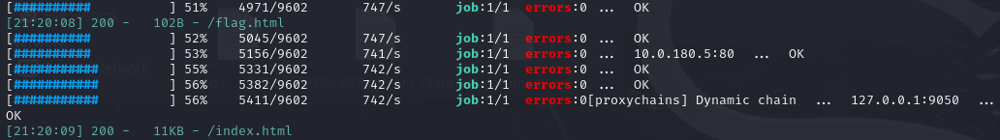 [########## ] 51% 4971/9602 747/s job:1/1 errors:0 ... OK
[21:20:08] 200 - 102B - /flag.html
[########## ] 52% 5045/9602 747/s job:1/1 errors:0 ... OK
[########## ] 53% 5156/9602 741/s job:1/1 errors:0 ... 10.0.180.5:80 ... OK
[########### ] 55% 5331/9602 742/s job:1/1 errors:0 ... OK
[########### ] 56% 5382/9602 742/s job:1/1 errors:0 ... OK
[########### ] 56% 5411/9602 742/s job:1/1 errors:0[proxychains] Dynamic chain ... 127.0.0.1:9050 ...
OK
[21:20:09] 200 - 11KB - /index.html